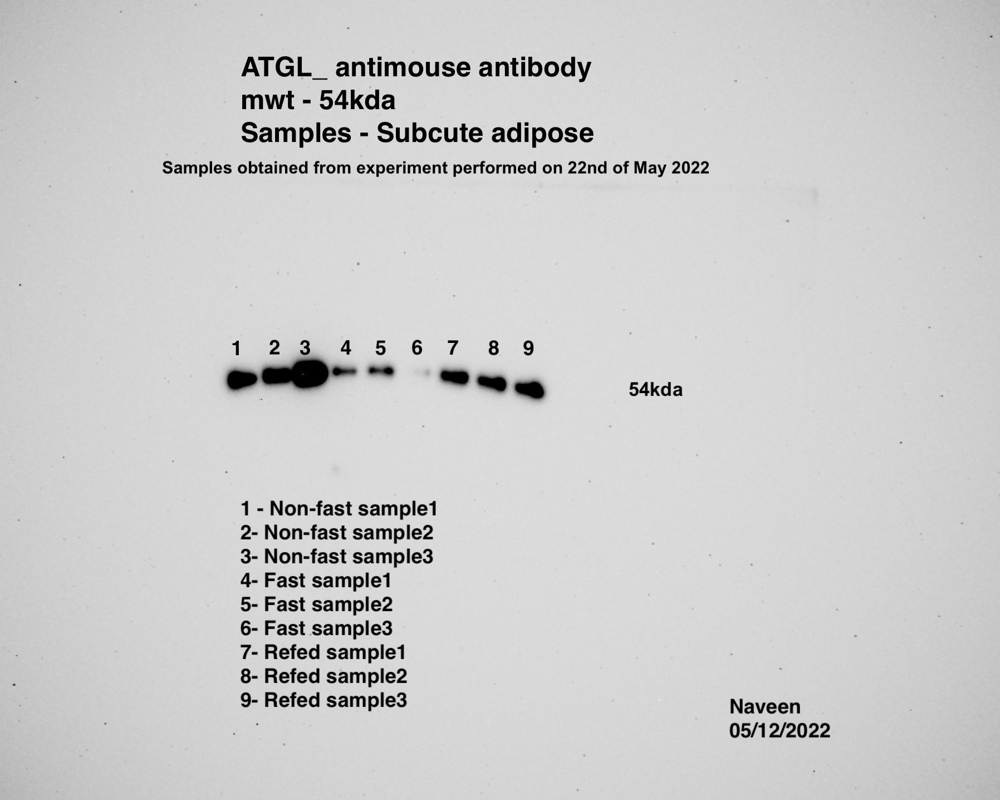 ATGL_ antimouse antibody
mwt - 54kda
Samples - Subcute adipose
Samples obtained from experiment performed on 22nd of May 2022
1 2 3 4 5 6 7 8 9
54kda
1 - Non-fast sample1
2- Non-fast sample2
3- Non-fast sample3
4- Fast sample1
5- Fast sample2
6- Fast sample3
7- Refed sample1
8- Refed sample2
9- Refed sample3
Naveen
05/12/2022